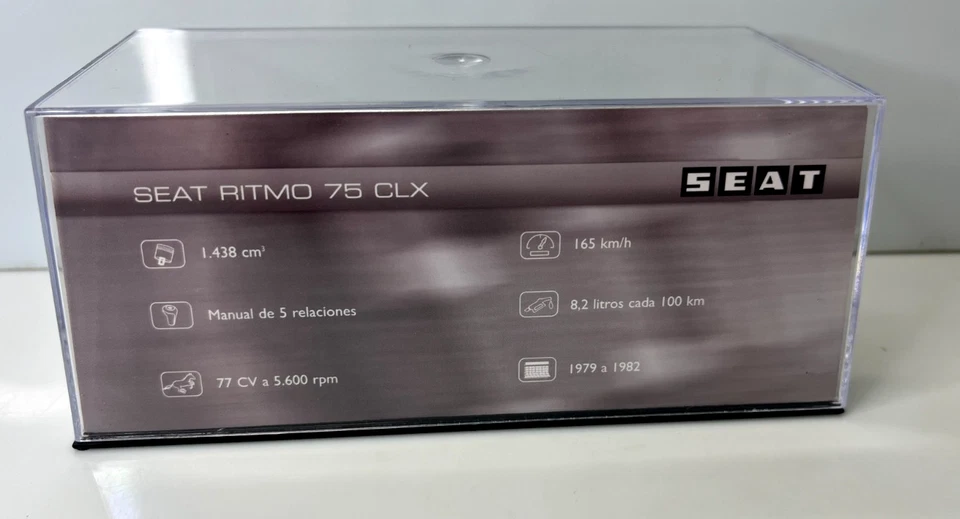 SEAT RITMO 75 CLX
SEAT
1.438 cm³
165 km/h
Manual de 5 relaciones
8,2 litros cada 100 km
77 CV a 5.600 rpm
1979 a 1982